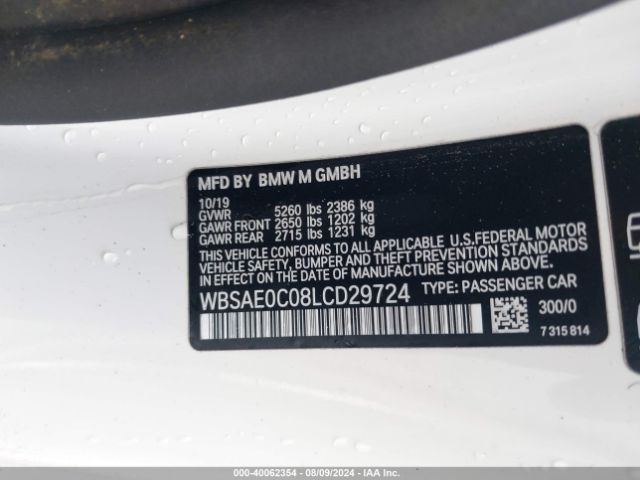 MFD BY BMW M GMBH
10/19
GVWR 5260 lbs 2386 kg
GAWR FRONT 2650 lbs 1202 kg
GAWR REAR 2715 lbs 1231 kg
THIS VEHICLE CONFORMS TO ALL APPLICABLE U.S.FEDERAL MOTOR
VEHICLE SAFETY, BUMPER AND THEFT PREVENTION STANDARDS
IN EFFECT ON THE DATE OF MANUFACTURE SHOWN ABOVE.
WBSAE0C08LCD29724 TYPE: PASSENGER CAR
300/0
7 315 814
000-40062354 - 08/09/2024 - IAA Inc.